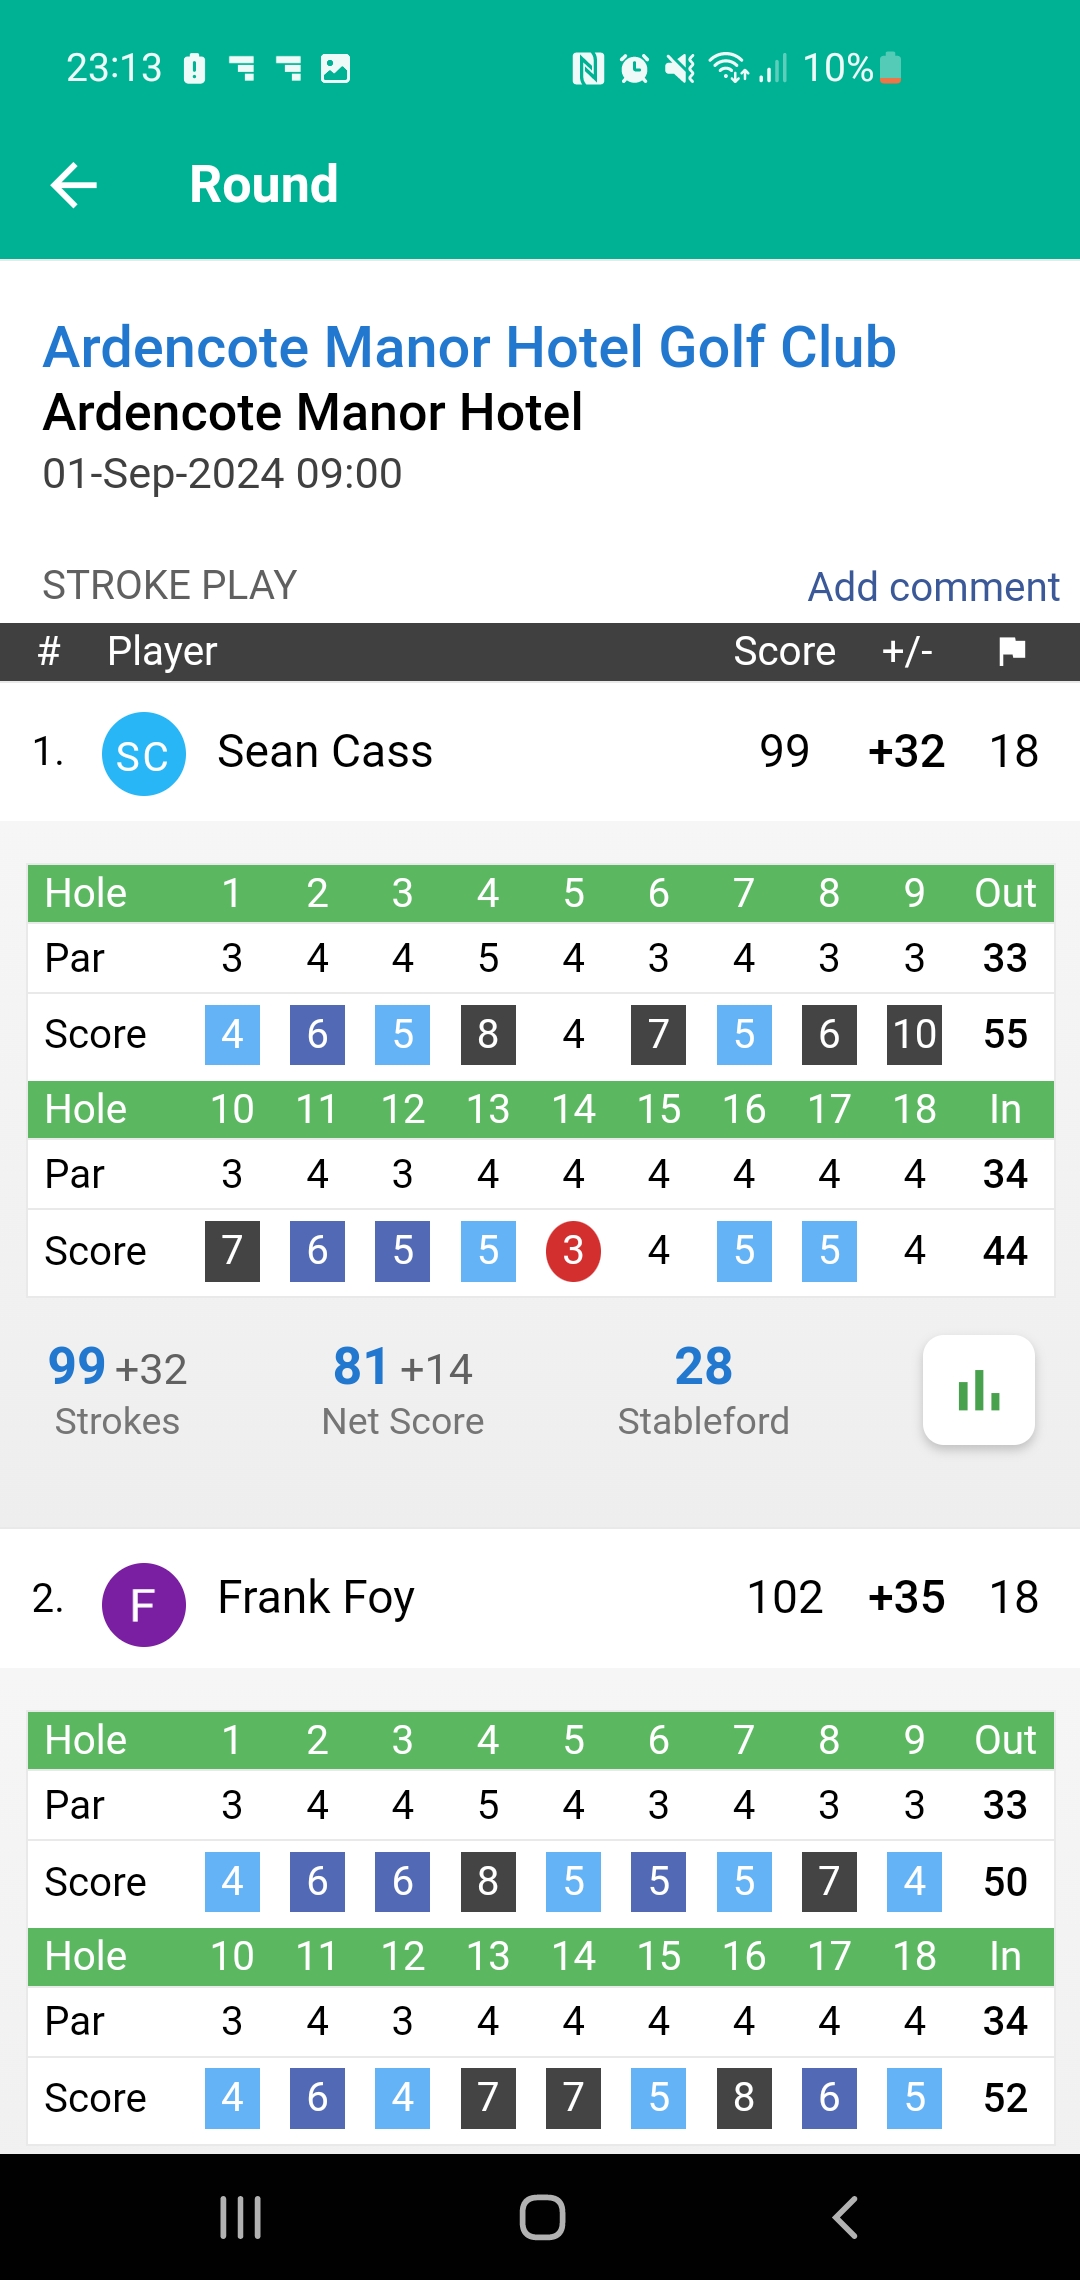 23:13 10%
Round
Ardencote Manor Hotel Golf Club
Ardencote Manor Hotel
01-Sep-2024 09:00
STROKE PLAY Add comment
# Player Score +/-
1. SC Sean Cass 99 +32 18
Hole 1 2 3 4 5 6 7 8 9 Out
Par 3 4 4 5 4 3 4 3 3 33
Score 4 6 5 8 4 7 5 6 10 55
Hole 10 11 12 13 14 15 16 17 18 In
Par 3 4 3 4 4 4 4 4 4 34
Score 7 6 5 5 3 4 5 5 4 44
99 +32 81 +14 28
Strokes Net Score Stableford
2. F Frank Foy 102 +35 18
Hole 1 2 3 4 5 6 7 8 9 Out
Par 3 4 4 5 4 3 4 3 3 33
Score 4 6 6 8 5 5 5 7 4 50
Hole 10 11 12 13 14 15 16 17 18 In
Par 3 4 3 4 4 4 4 4 4 34
Score 4 6 4 7 7 5 8 6 5 52